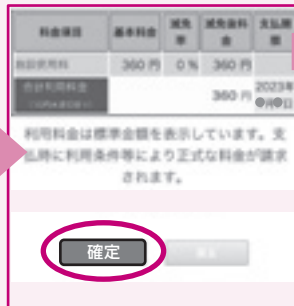 料金項目 基本料金 減免率 減免後料金 支払期
施設使用料 360 円 0 % 360 円
合計利用料金 360 円 2023年
●月●日
利用料金は標準金額を表示しています。支
払時に利用条件等により正式な料金が請求
されます。
確定